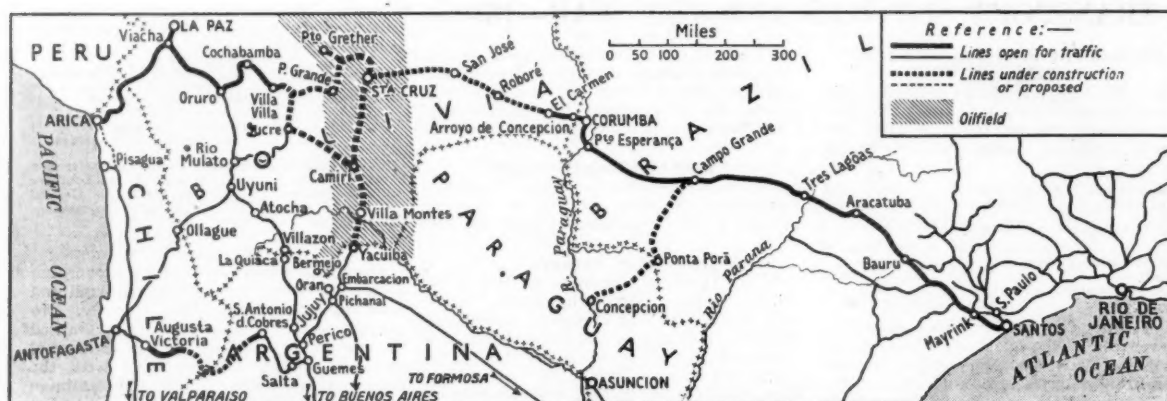 PERU
Viacha
LA PAZ
Cochabamba
Pto Grether
P. Grande
STA CRUZ
San José
Roboré
El Carmen
CORUMBA
Pto Esperança
Arroyo de Concepcion
ARICA
Oruro
Villa Villa
Sucre
Pisagua
Rio Mulato
Camiri
Uyuni
Atocha
Villa Montes
Ollague
Villazon
La Quiaca
Bermejo
Yacuiba
Oran
Embarcacion
Pichanal
S. Antonio
d. Cobres
Jujuy
Perico
Guemes
Salta
ANTOFAGASTA
Augusta
Victoria
PACIFIC
OCEAN
CHILE
BOLIVIA
ARGENTINA
PARAGUAY
BRAZIL
TO VALPARAISO
TO BUENOS AIRES
TO FORMOSA
ASUNCION
Concepcion
R. Paraguay
Ponta Porã
Campo Grande
Tres Lagôas
Rio Parana
Aracatuba
Bauru
Mayrink
S. Paulo
SANTOS
RIO DE
JANEIRO
ATLANTIC
OCEAN
Miles
0 50 100 150 200 300
Reference:—
Lines open for traffic
Lines under construction
or proposed
Oilfield